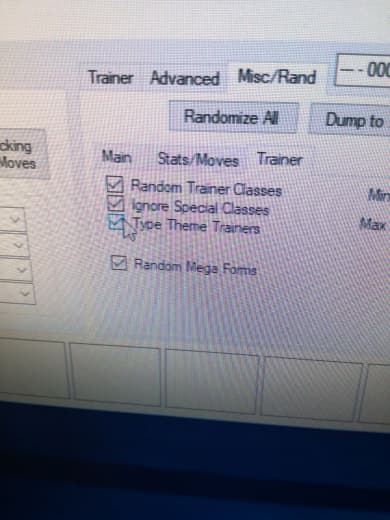 Trainer Advanced Misc/Rand
--- 000
Randomize All Dump to
cking
Moves
Main Stats/Moves Trainer
Random Trainer Classes
Ignore Special Classes
Type Theme Trainers
Random Mega Forms
Min
Max